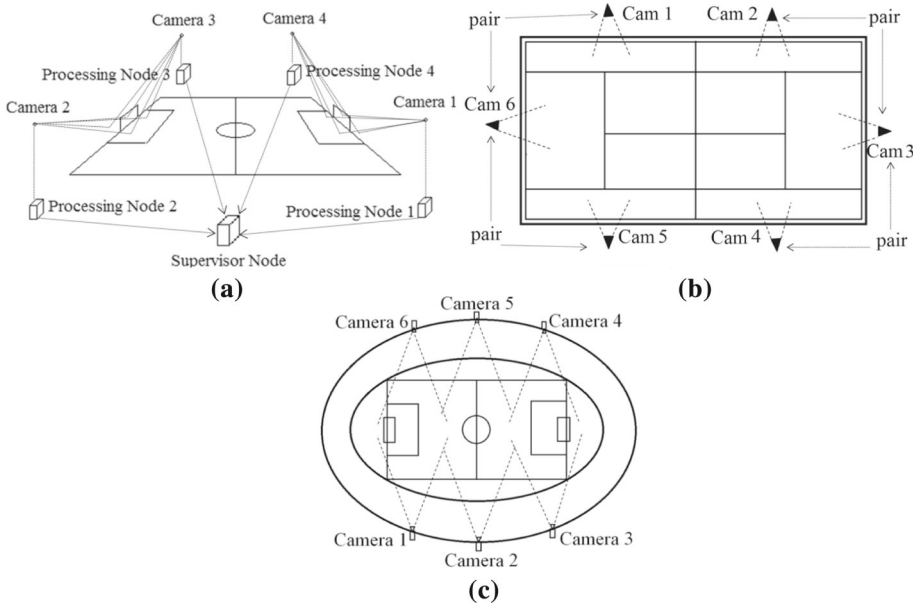 Camera 3
Camera 4
Processing Node 3
Processing Node 4
Camera 2
Camera 1
Processing Node 2
Processing Node 1
Supervisor Node
(a)
pair
Cam 1
Cam 2
pair
Cam 6
Cam 3
pair
Cam 5
Cam 4
pair
(b)
Camera 5
Camera 6
Camera 4
Camera 1
Camera 2
Camera 3
(c)